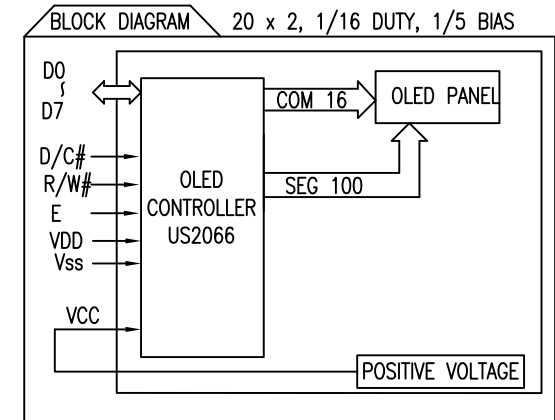 BLOCK DIAGRAM 20 x 2, 1/16 DUTY, 1/5 BIAS
D0
∫
D7
D/C#
R/W#
E
VDD
Vss
VCC
OLED
CONTROLLER
US2066
COM 16
SEG 100
OLED PANEL
POSITIVE VOLTAGE